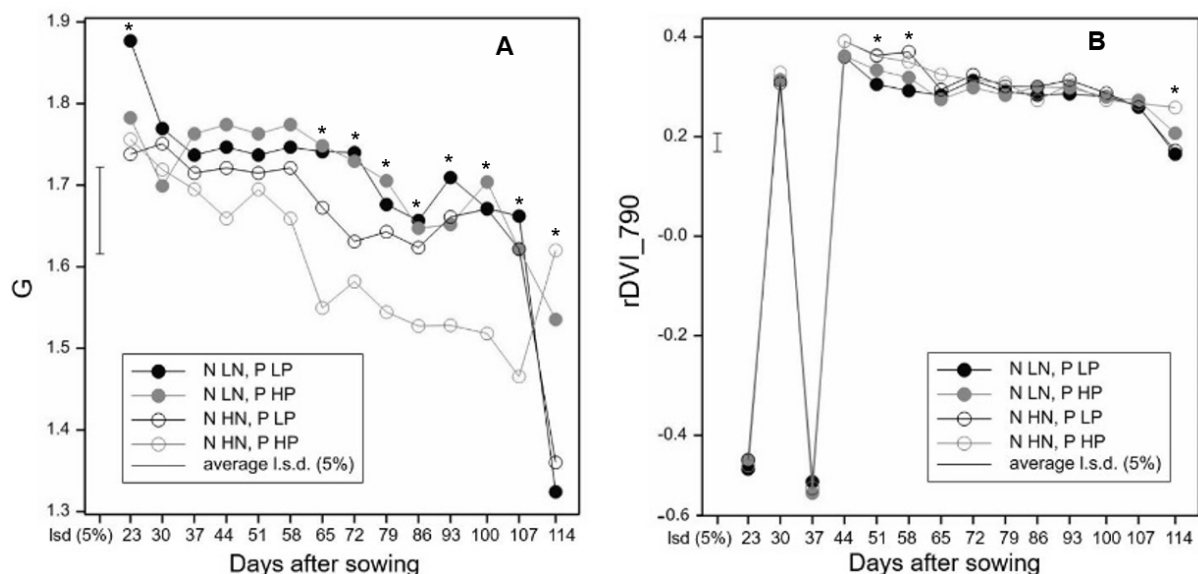 A
1.9
1.8
1.7
1.6
1.5
1.4
1.3
G
* * * * * * * * *
N LN, P LP
N LN, P HP
N HN, P LP
N HN, P HP
average l.s.d. (5%)
lsd (5%) 23 30 37 44 51 58 65 72 79 86 93 100 107 114
Days after sowing
B
0.4
0.2
-0.0
-0.2
-0.4
-0.6
rDVI_790
* * *
N LN, P LP
N LN, P HP
N HN, P LP
N HN, P HP
average l.s.d. (5%)
lsd (5%) 23 30 37 44 51 58 65 72 79 86 93 100 107 114
Days after sowing